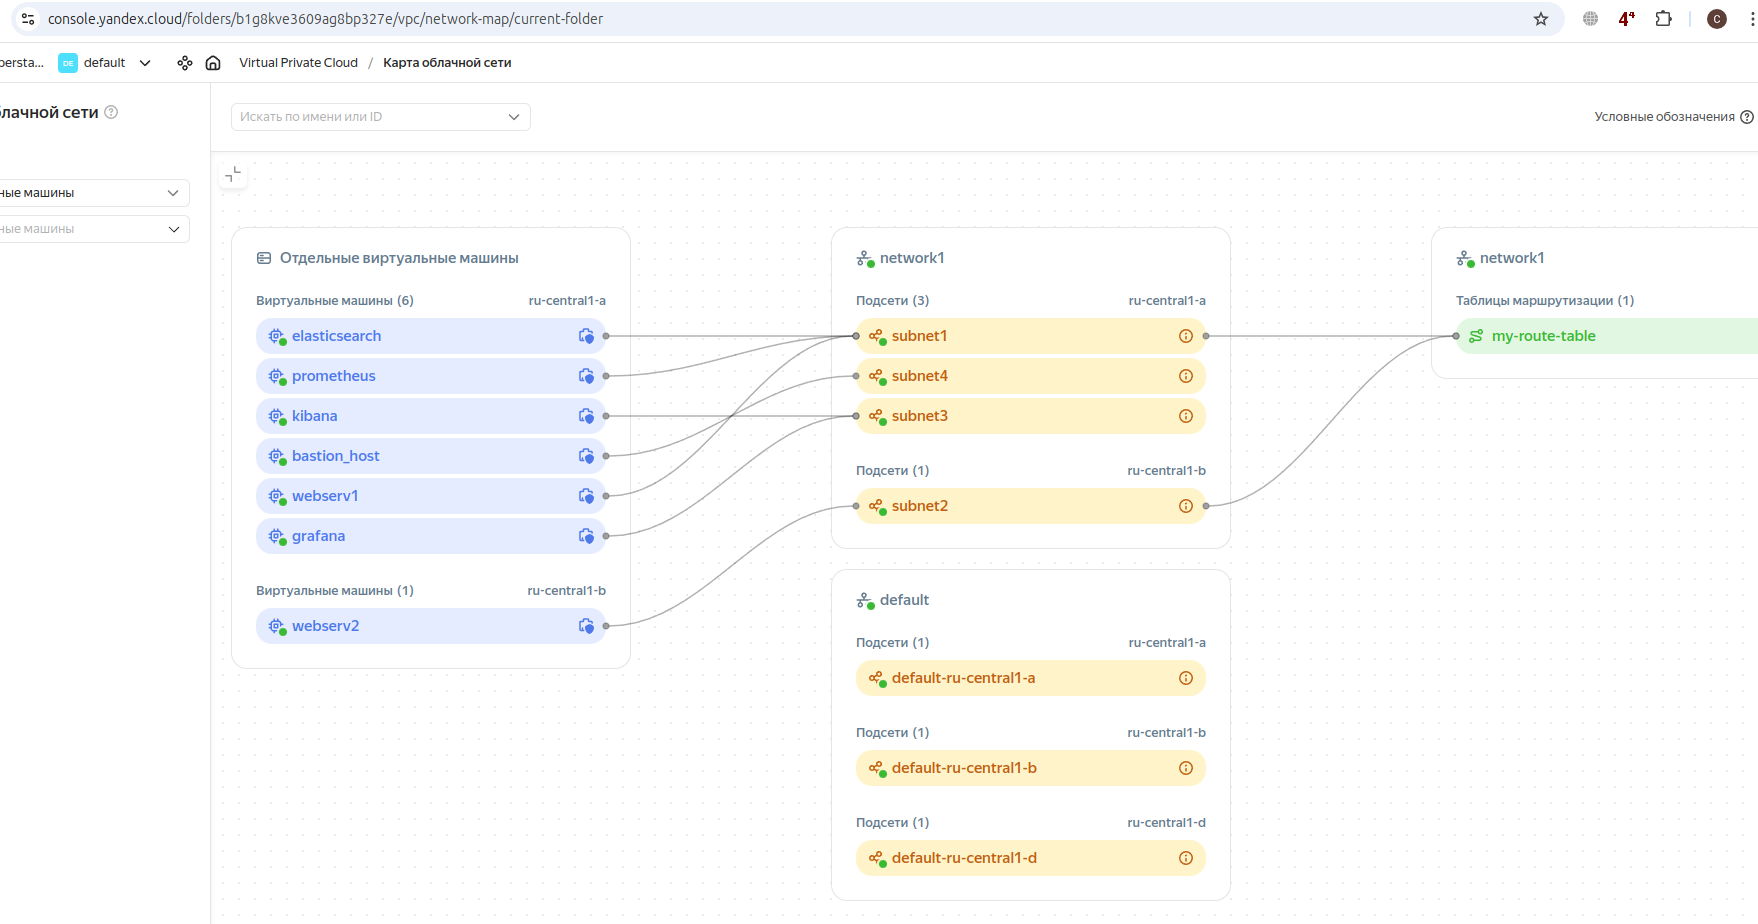 console.yandex.cloud/folders/b1g8kve3609ag8bp327e/vpc/network-map/current-folder
4⁴
C
persta...
DE
default
Virtual Private Cloud / Карта облачной сети
лачной сети
Искать по имени или ID
Условные обозначения
ные машины
ные машины
Отдельные виртуальные машины
Виртуальные машины (6)
ru-central1-a
elasticsearch
prometheus
kibana
bastion_host
webserv1
grafana
Виртуальные машины (1)
ru-central1-b
webserv2
network1
Подсети (3)
ru-central1-a
subnet1
subnet4
subnet3
Подсети (1)
ru-central1-b
subnet2
default
Подсети (1)
ru-central1-a
default-ru-central1-a
Подсети (1)
ru-central1-b
default-ru-central1-b
Подсети (1)
ru-central1-d
default-ru-central1-d
network1
Таблицы маршрутизации (1)
my-route-table